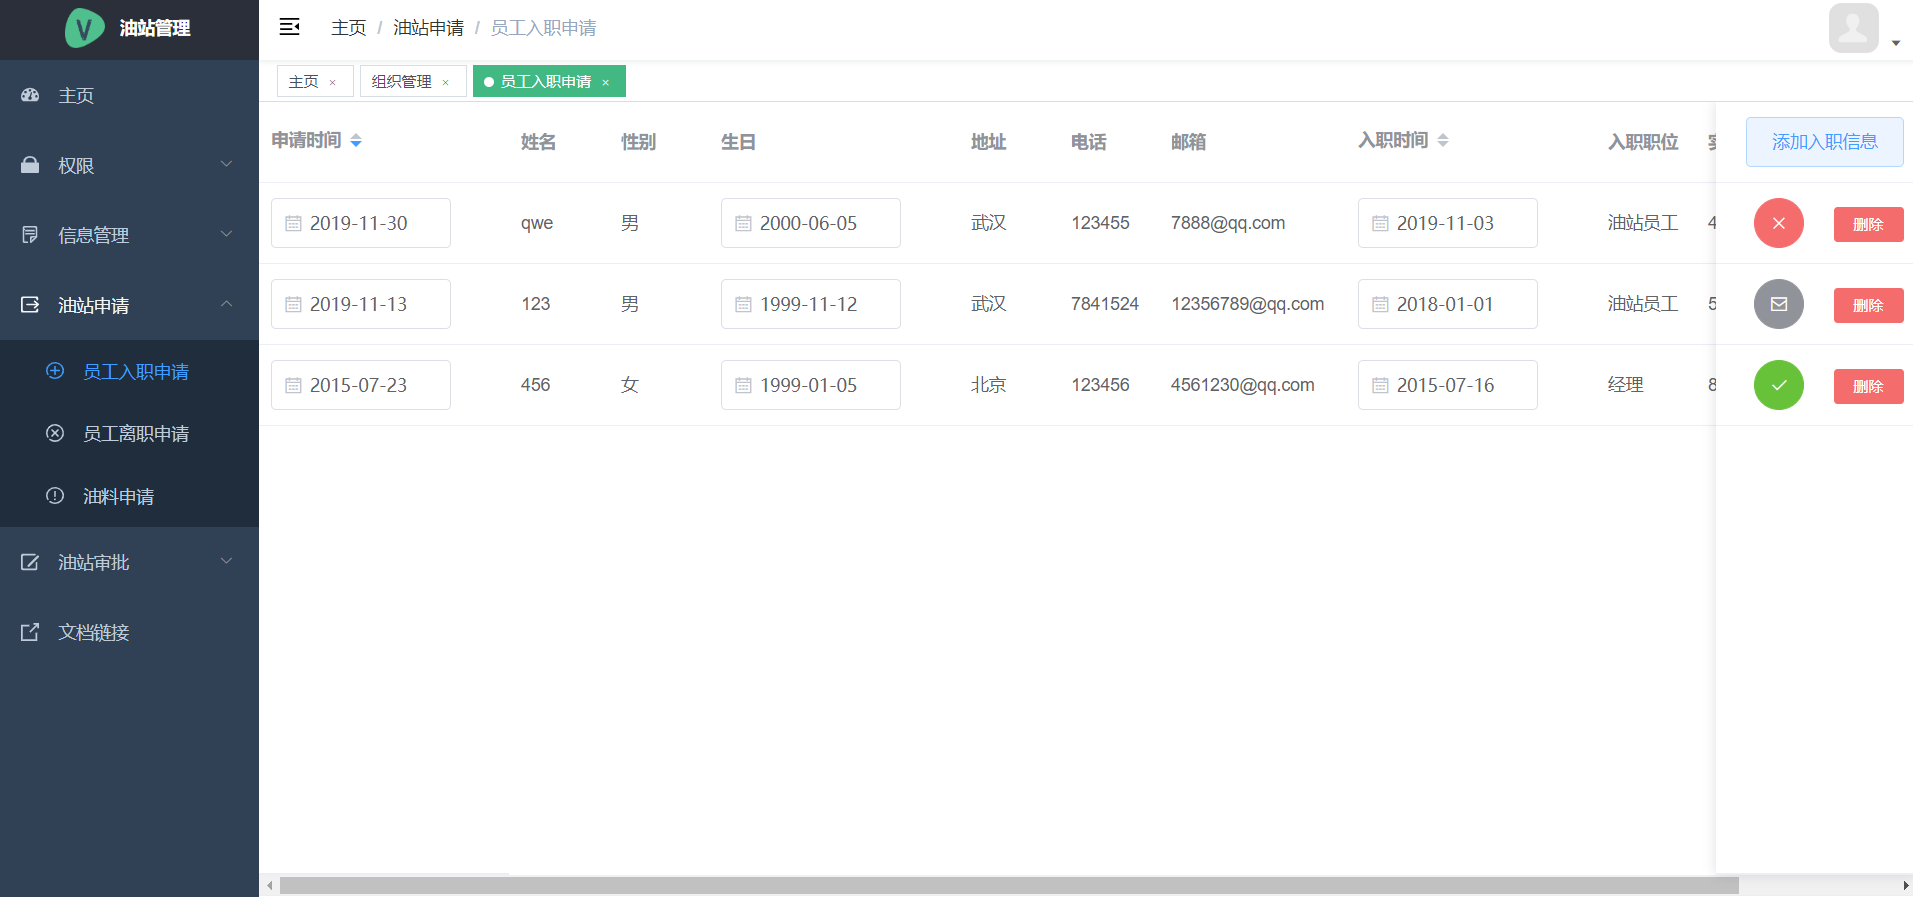 油站管理
主页
权限
信息管理
油站申请
员工入职申请
员工离职申请
油料申请
油站审批
文档链接
主页 / 油站申请 / 员工入职申请
主页 × 组织管理 × 员工入职申请 ×
申请时间 姓名 性别 生日 地址 电话 邮箱 入职时间 入职职位 添加入职信息
2019-11-30 qwe 男 2000-06-05 武汉 123455 7888@qq.com 2019-11-03 油站员工 4 删除
2019-11-13 123 男 1999-11-12 武汉 7841524 12356789@qq.com 2018-01-01 油站员工 5 删除
2015-07-23 456 女 1999-01-05 北京 123456 4561230@qq.com 2015-07-16 经理 8 删除